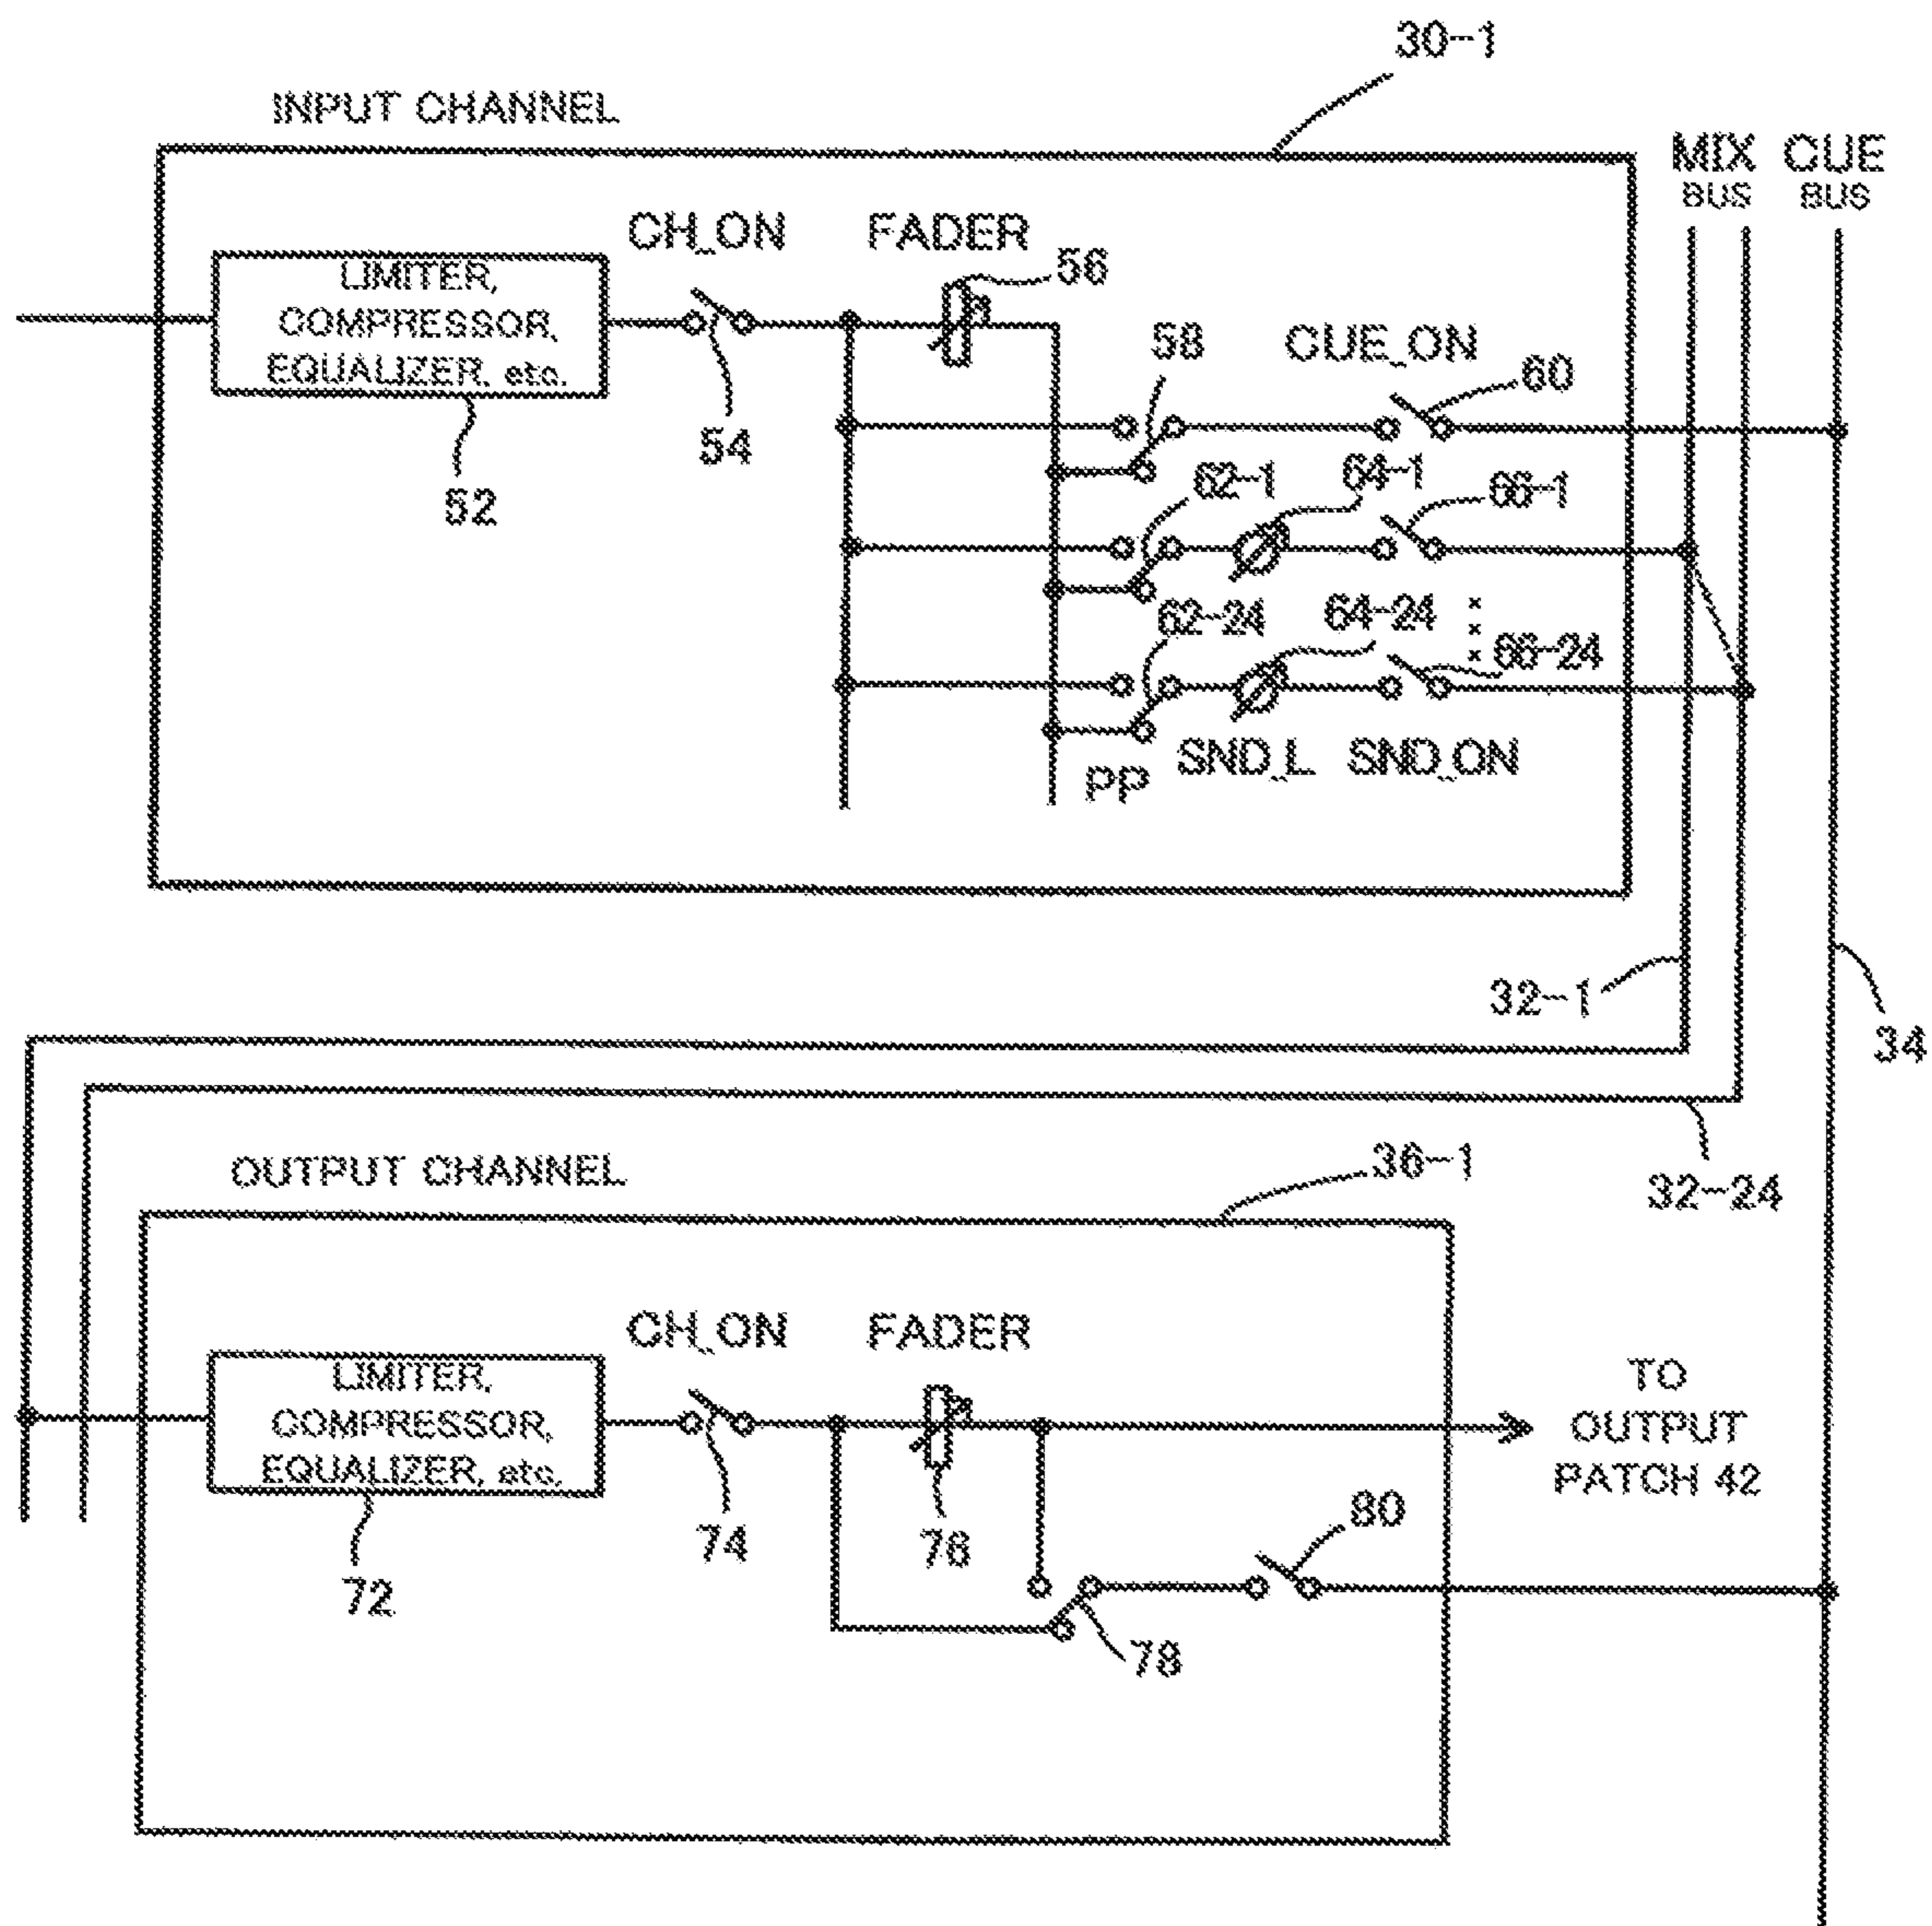 30-1
INPUT CHANNEL
MIX BUS
CUE BUS
CH_ON
FADER
56
LIMITER,
COMPRESSOR,
EQUALIZER, etc.
58
CUE_ON
60
54
52
62-1
64-1
66-1
62-24
64-24
66-24
PP
SND_L
SND_ON
32-1
34
OUTPUT CHANNEL
36-1
32-24
CH_ON
FADER
LIMITER,
COMPRESSOR,
EQUALIZER, etc.
TO
OUTPUT
PATCH 42
74
76
80
72
78